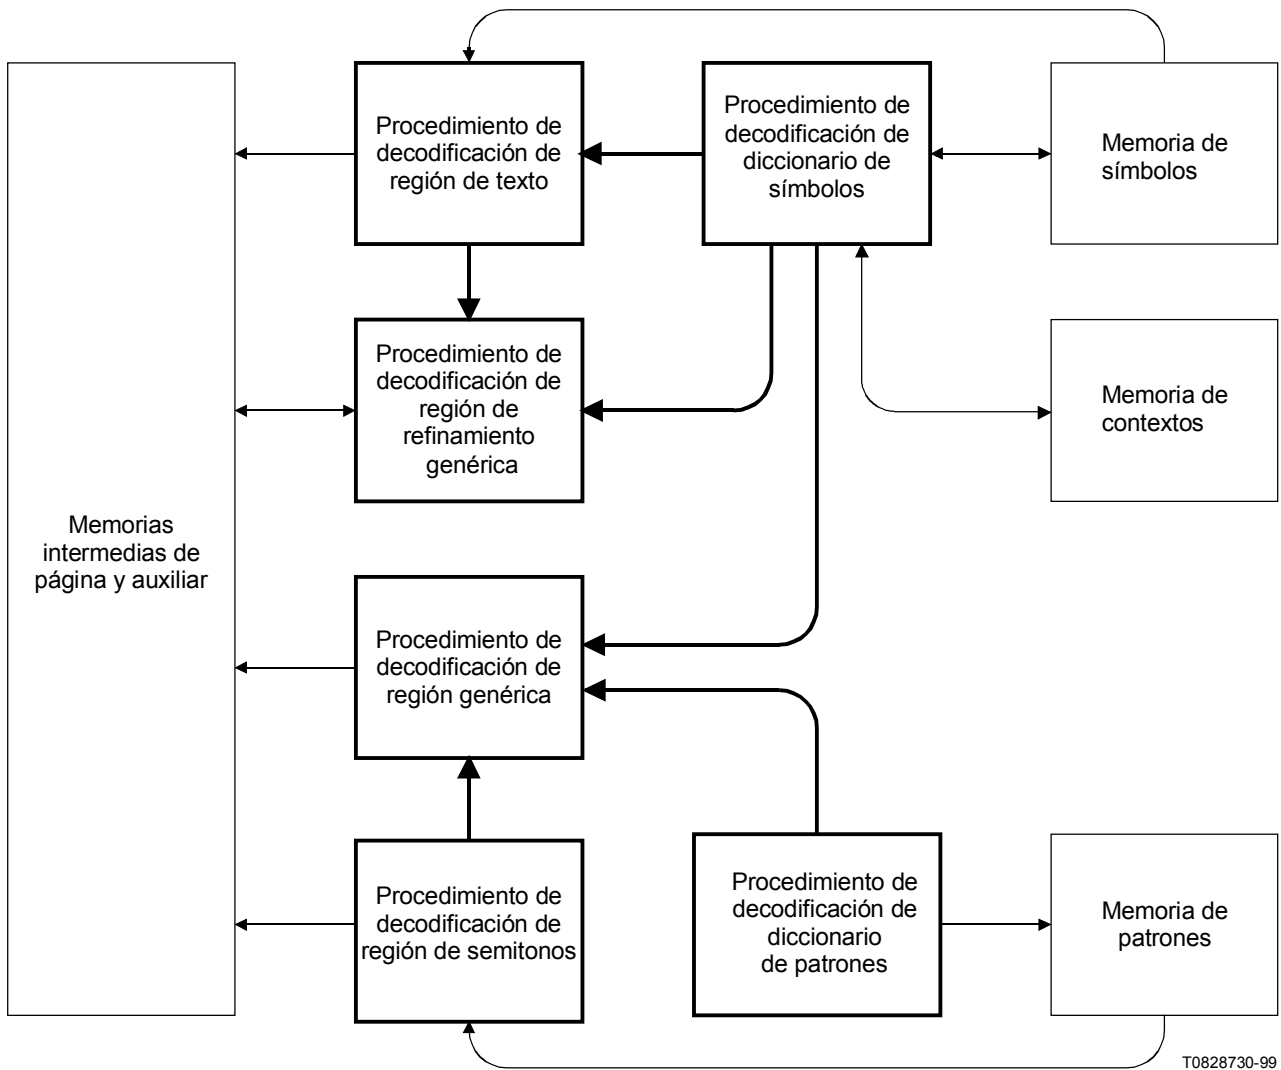 Procedimiento de
decodificación de
región de texto
Procedimiento de
decodificación de
diccionario de
símbolos
Memoria de
símbolos
Procedimiento de
decodificación de
región de
refinamiento
genérica
Memoria de
contextos
Memorias
intermedias de
página y auxiliar
Procedimiento de
decodificación de
región genérica
Procedimiento de
decodificación de
región de semitonos
Procedimiento de
decodificación de
diccionario
de patrones
Memoria de
patrones
T0828730-99